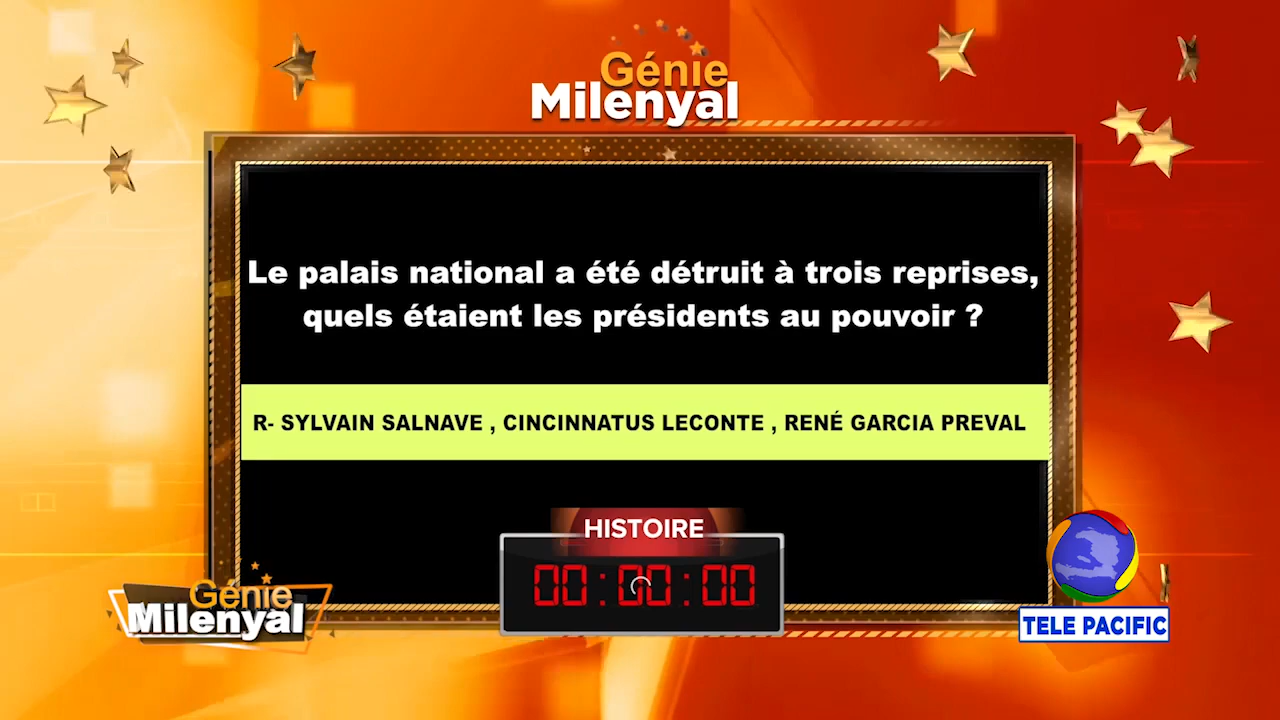 Génie
Milenyal
Le palais national a été détruit à trois reprises,
quels étaient les présidents au pouvoir ?
R- SYLVAIN SALNAVE , CINCINNATUS LECONTE , RENÉ GARCIA PREVAL
HISTOIRE
00:00:00
Génie
Milenyal
TELE PACIFIC